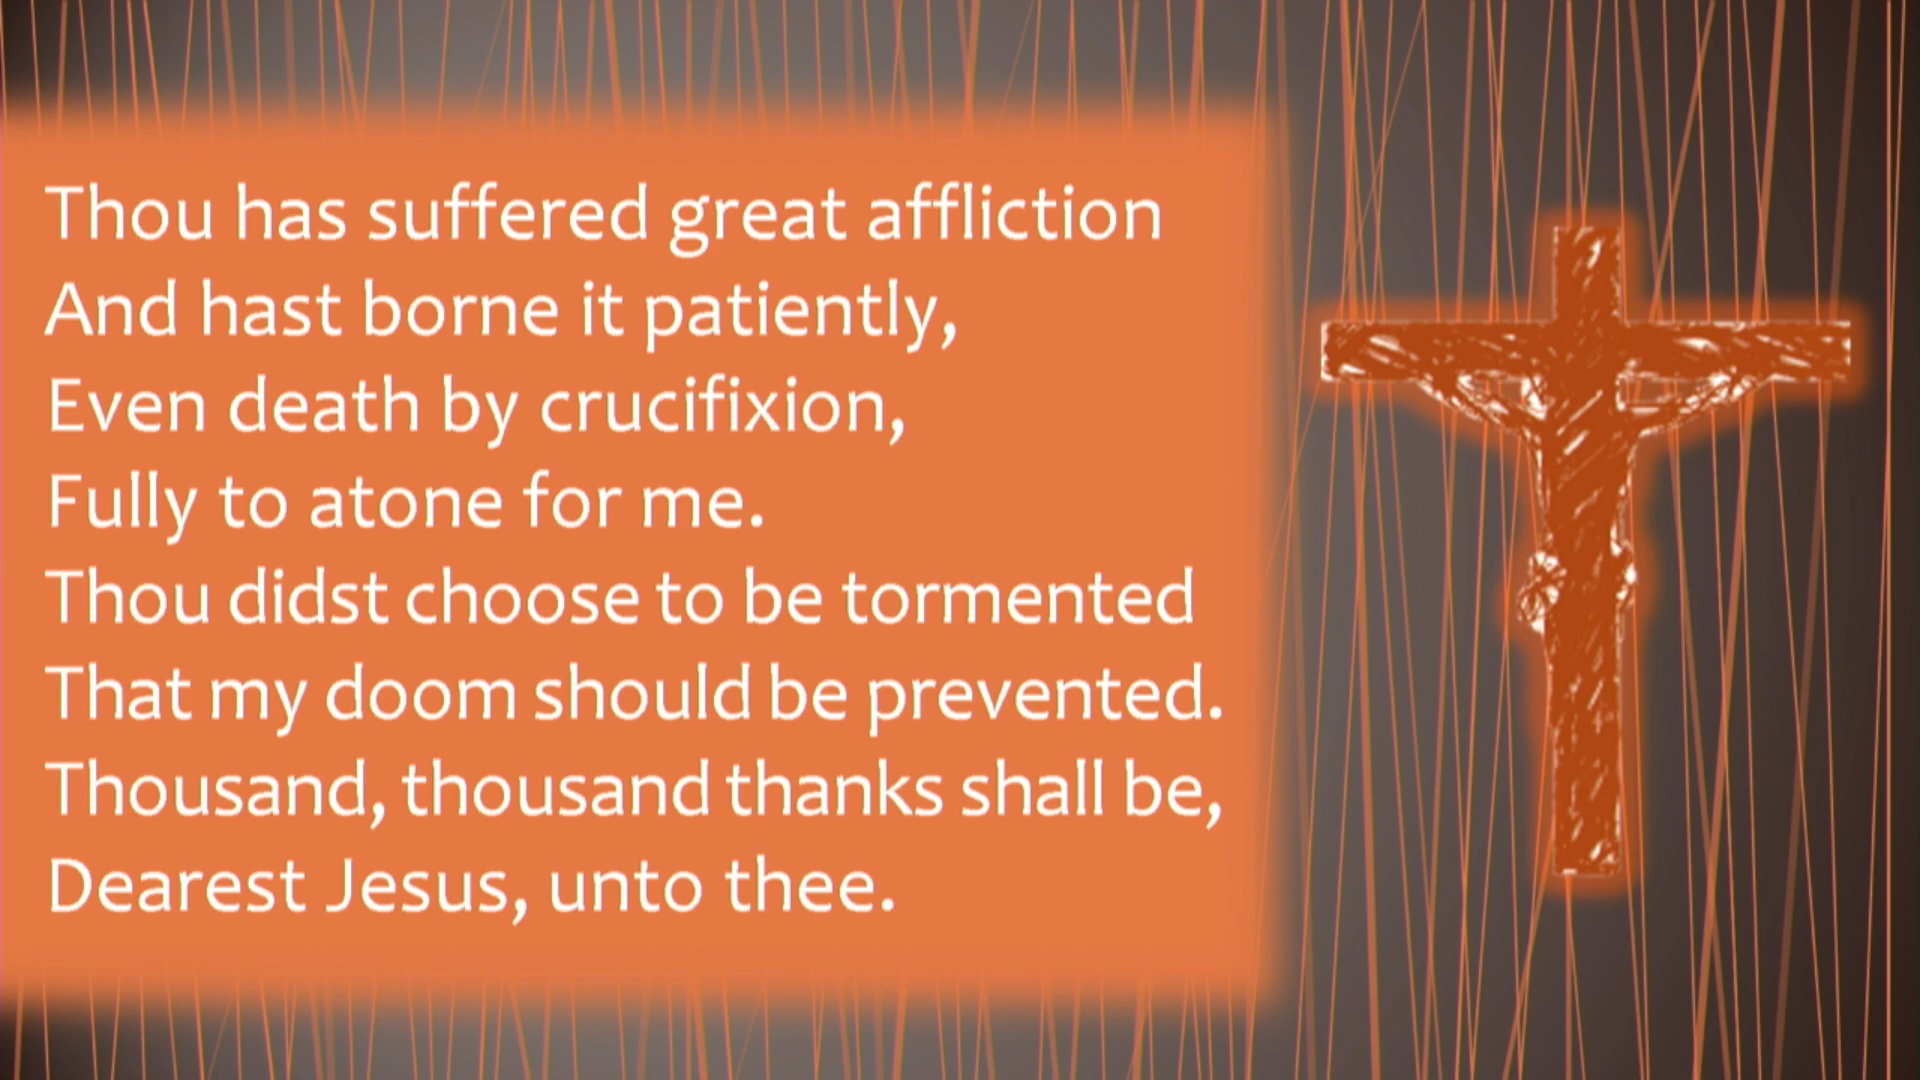 Thou has suffered great affliction
And hast borne it patiently,
Even death by crucifixion,
Fully to atone for me.
Thou didst choose to be tormented
That my doom should be prevented.
Thousand, thousand thanks shall be,
Dearest Jesus, unto thee.